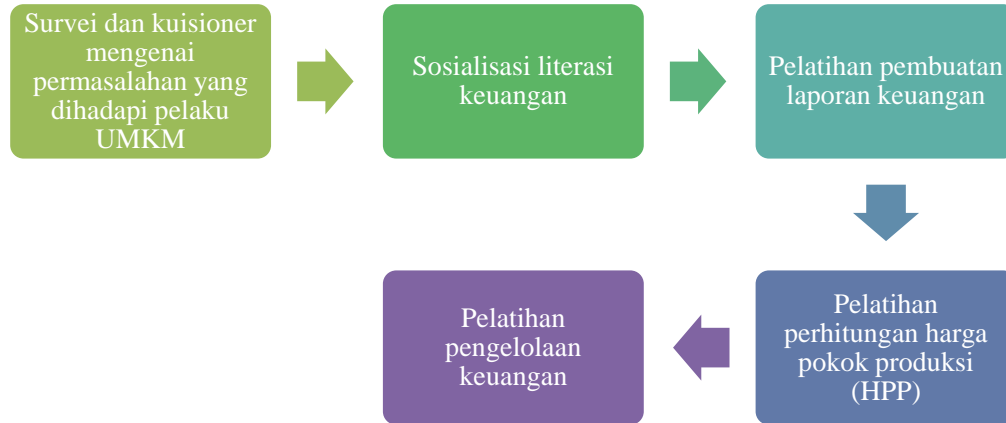 Survei dan kuisioner
mengenai
permasalahan yang
dihadapi pelaku
UMKM
Sosialisasi literasi
keuangan
Pelatihan pembuatan
laporan keuangan
Pelatihan
perhitungan harga
pokok produksi
(HPP)
Pelatihan
pengelolaan
keuangan